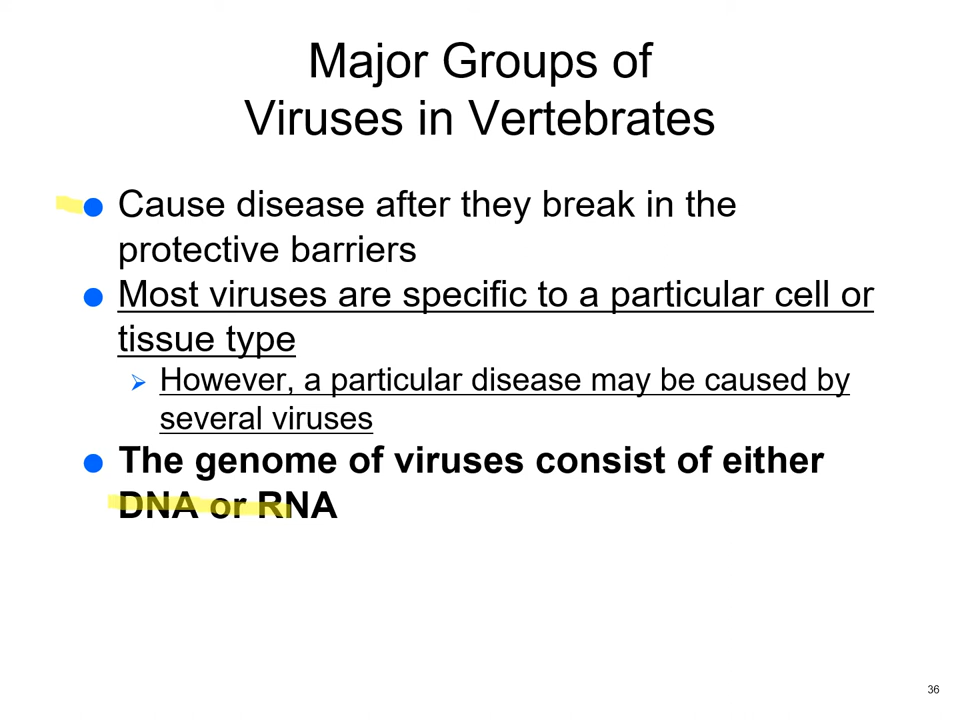 Major Groups of
Viruses in Vertebrates
Cause disease after they break in the
protective barriers
Most viruses are specific to a particular cell or
tissue type
However, a particular disease may be caused by
several viruses
The genome of viruses consist of either
DNA or RNA
36